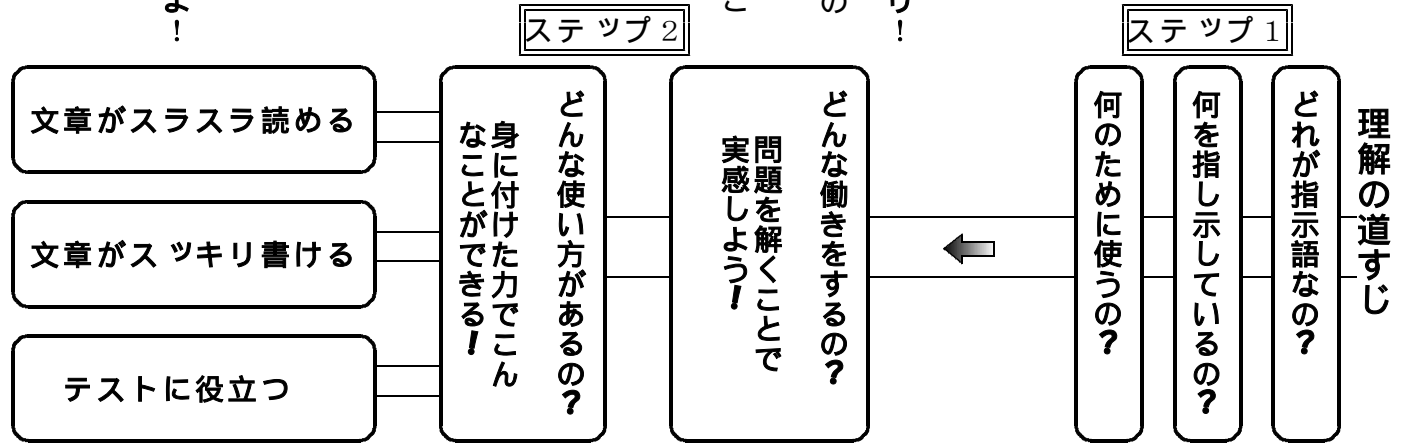 理解の道すじ
ステップ1
どれが指示語なの?
何を指し示しているの?
何のために使うの?
り!
の
こ
どんな働きをするの?
問題を解くことで
実感しよう!
ステップ2
どんな使い方があるの?
身に付けた力でこん
なことができる!
よ!
文章がスラスラ読める
文章がスッキリ書ける
テストに役立つ